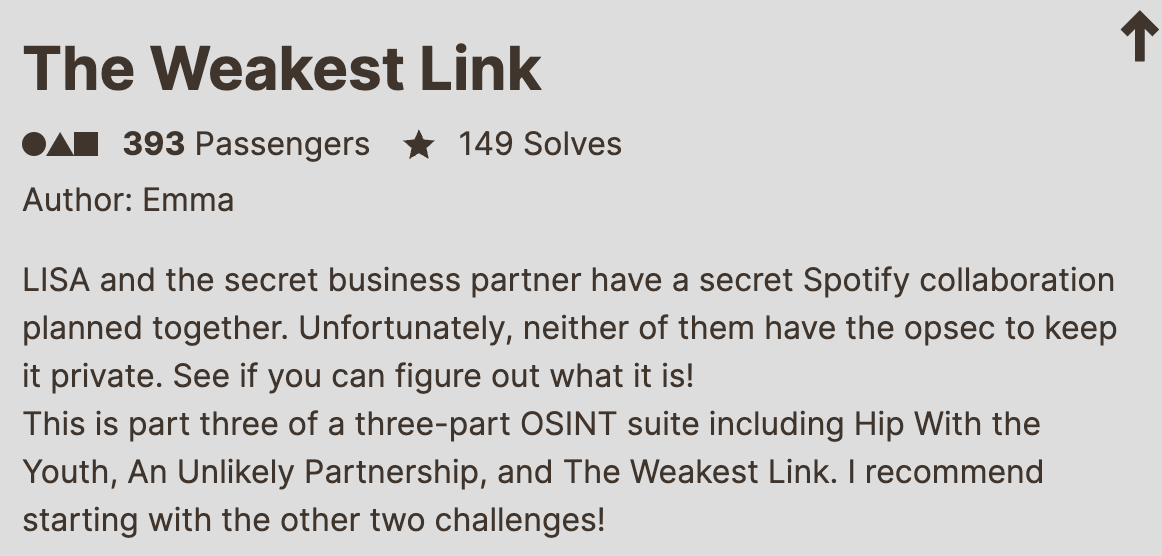 The Weakest Link
393 Passengers 149 Solves
Author: Emma
LISA and the secret business partner have a secret Spotify collaboration
planned together. Unfortunately, neither of them have the opsec to keep
it private. See if you can figure out what it is!
This is part three of a three-part OSINT suite including Hip With the
Youth, An Unlikely Partnership, and The Weakest Link. I recommend
starting with the other two challenges!